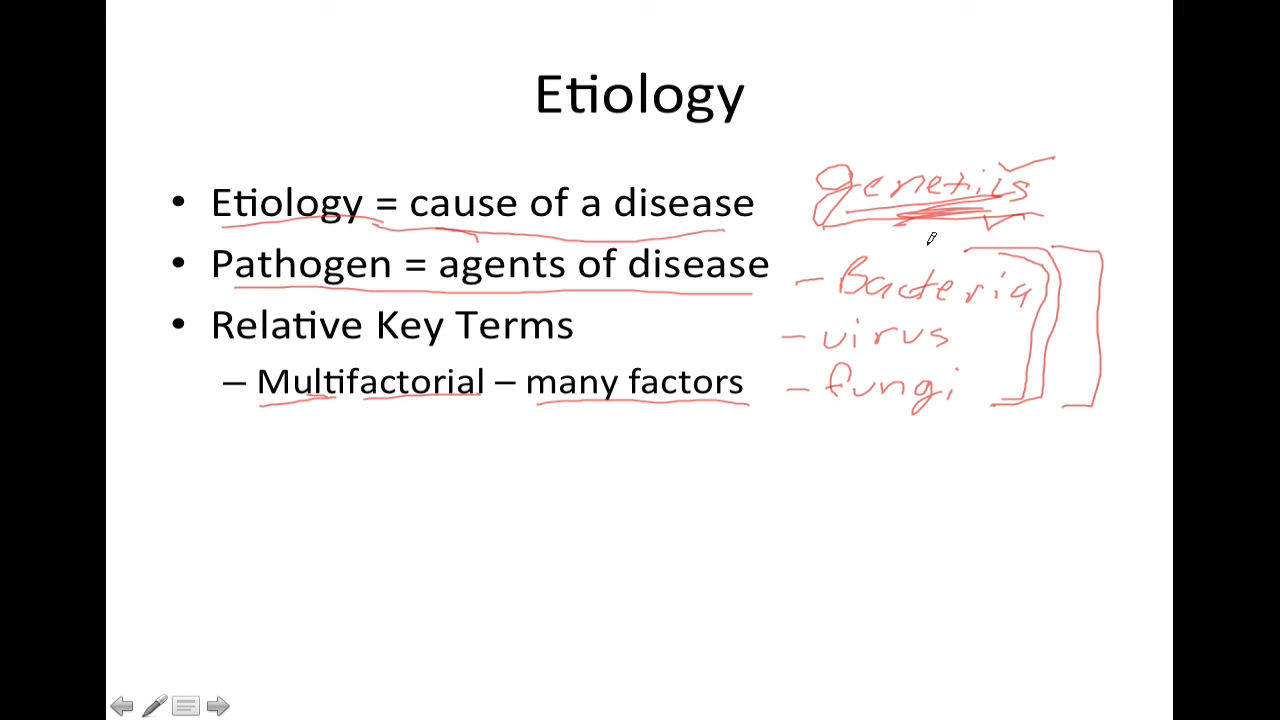 Etiology
• Etiology = cause of a disease
• Pathogen = agents of disease
• Relative Key Terms
– Multifactorial – many factors
genetics
- Bacteria
- virus
- fungi